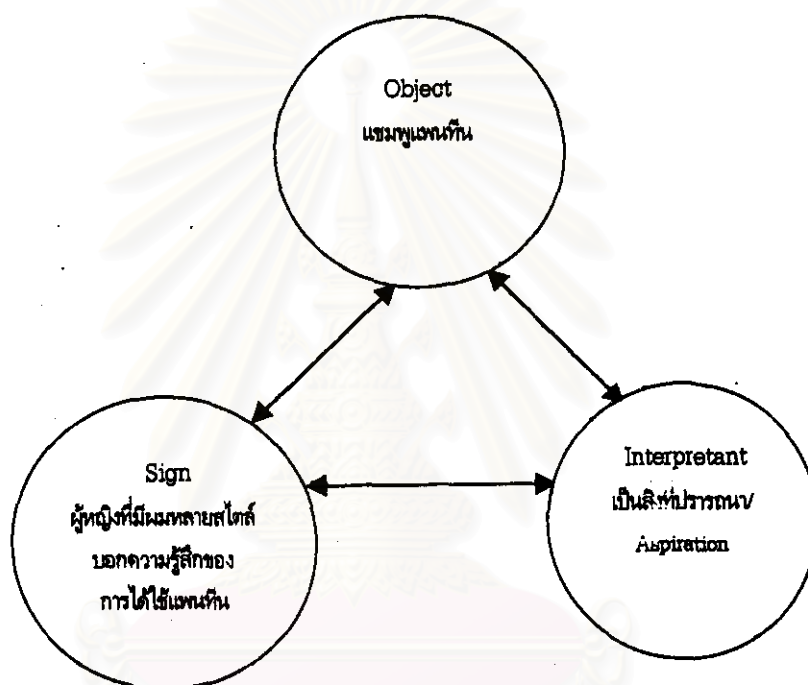 Object
แชมพูแพนทีน
Sign
ผู้หญิงที่มีผมหลายสไตล์
บอกความรู้สึกของ
การได้ใช้แพนทีน
Interpretant
เป็นสิ่งที่ปรารถนา/
Aspiration